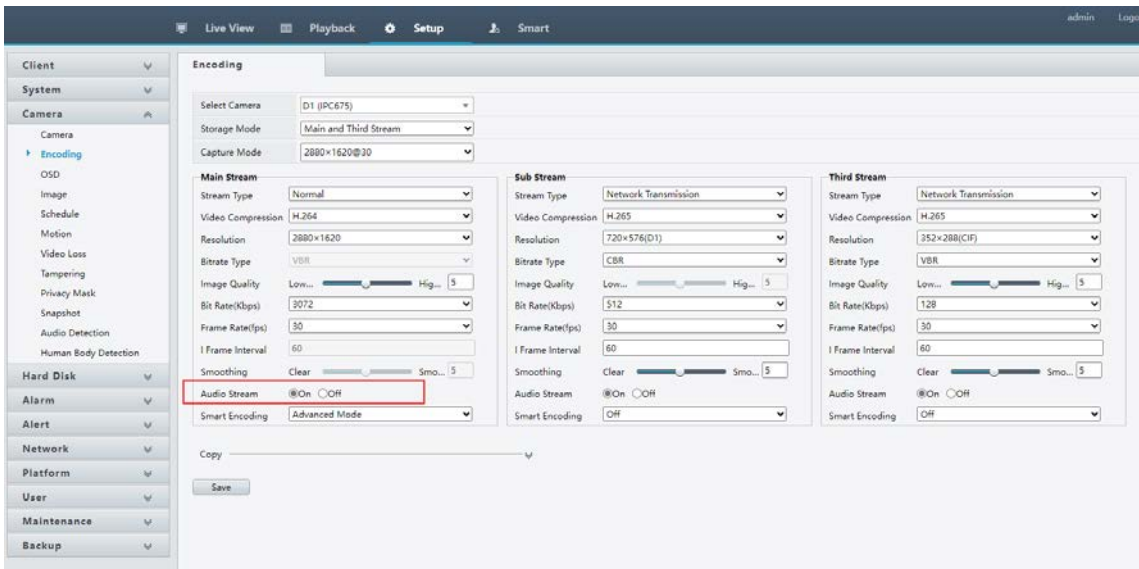 admin Logo
Live View Playback Setup Smart
Client
System
Camera
Camera
Encoding
OSD
Image
Schedule
Motion
Video Loss
Tampering
Privacy Mask
Snapshot
Audio Detection
Human Body Detection
Hard Disk
Alarm
Alert
Network
Platform
User
Maintenance
Backup
Encoding
Select Camera D1 (IPC675)
Storage Mode Main and Third Stream
Capture Mode 2880×1620@30
Main Stream
Stream Type Normal
Video Compression H.264
Resolution 2880×1620
Bitrate Type VBR
Image Quality Low... Hig... 5
Bit Rate(Kbps) 3072
Frame Rate(fps) 30
I Frame Interval 60
Smoothing Clear Smo... 5
Audio Stream On Off
Smart Encoding Advanced Mode
Sub Stream
Stream Type Network Transmission
Video Compression H.265
Resolution 720×576(D1)
Bitrate Type CBR
Image Quality Low... Hig... 5
Bit Rate(Kbps) 512
Frame Rate(fps) 30
I Frame Interval 60
Smoothing Clear Smo... 5
Audio Stream On Off
Smart Encoding Off
Third Stream
Stream Type Network Transmission
Video Compression H.265
Resolution 352×288(CIF)
Bitrate Type VBR
Image Quality Low... Hig... 5
Bit Rate(Kbps) 128
Frame Rate(fps) 30
I Frame Interval 60
Smoothing Clear Smo... 5
Audio Stream On Off
Smart Encoding Off
Copy
Save